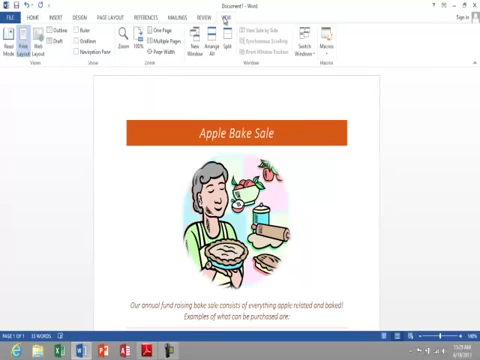 Document1 - Word
Sign in
FILE HOME INSERT DESIGN PAGE LAYOUT REFERENCES MAILINGS REVIEW VIEW
Read Mode
Print Layout
Web Layout
Outline
Draft
Views
Ruler
Gridlines
Navigation Pane
Show
Zoom
100%
One Page
Multiple Pages
Page Width
Zoom
New Window
Arrange All
Split
View Side by Side
Synchronous Scrolling
Reset Window Position
Window
Switch Windows
Macros
Macros
Apple Bake Sale
Our annual fund raising bake sale consists of everything apple related and baked!
Examples of what can be purchased are:
PAGE 1 OF 1 33 WORDS
100%